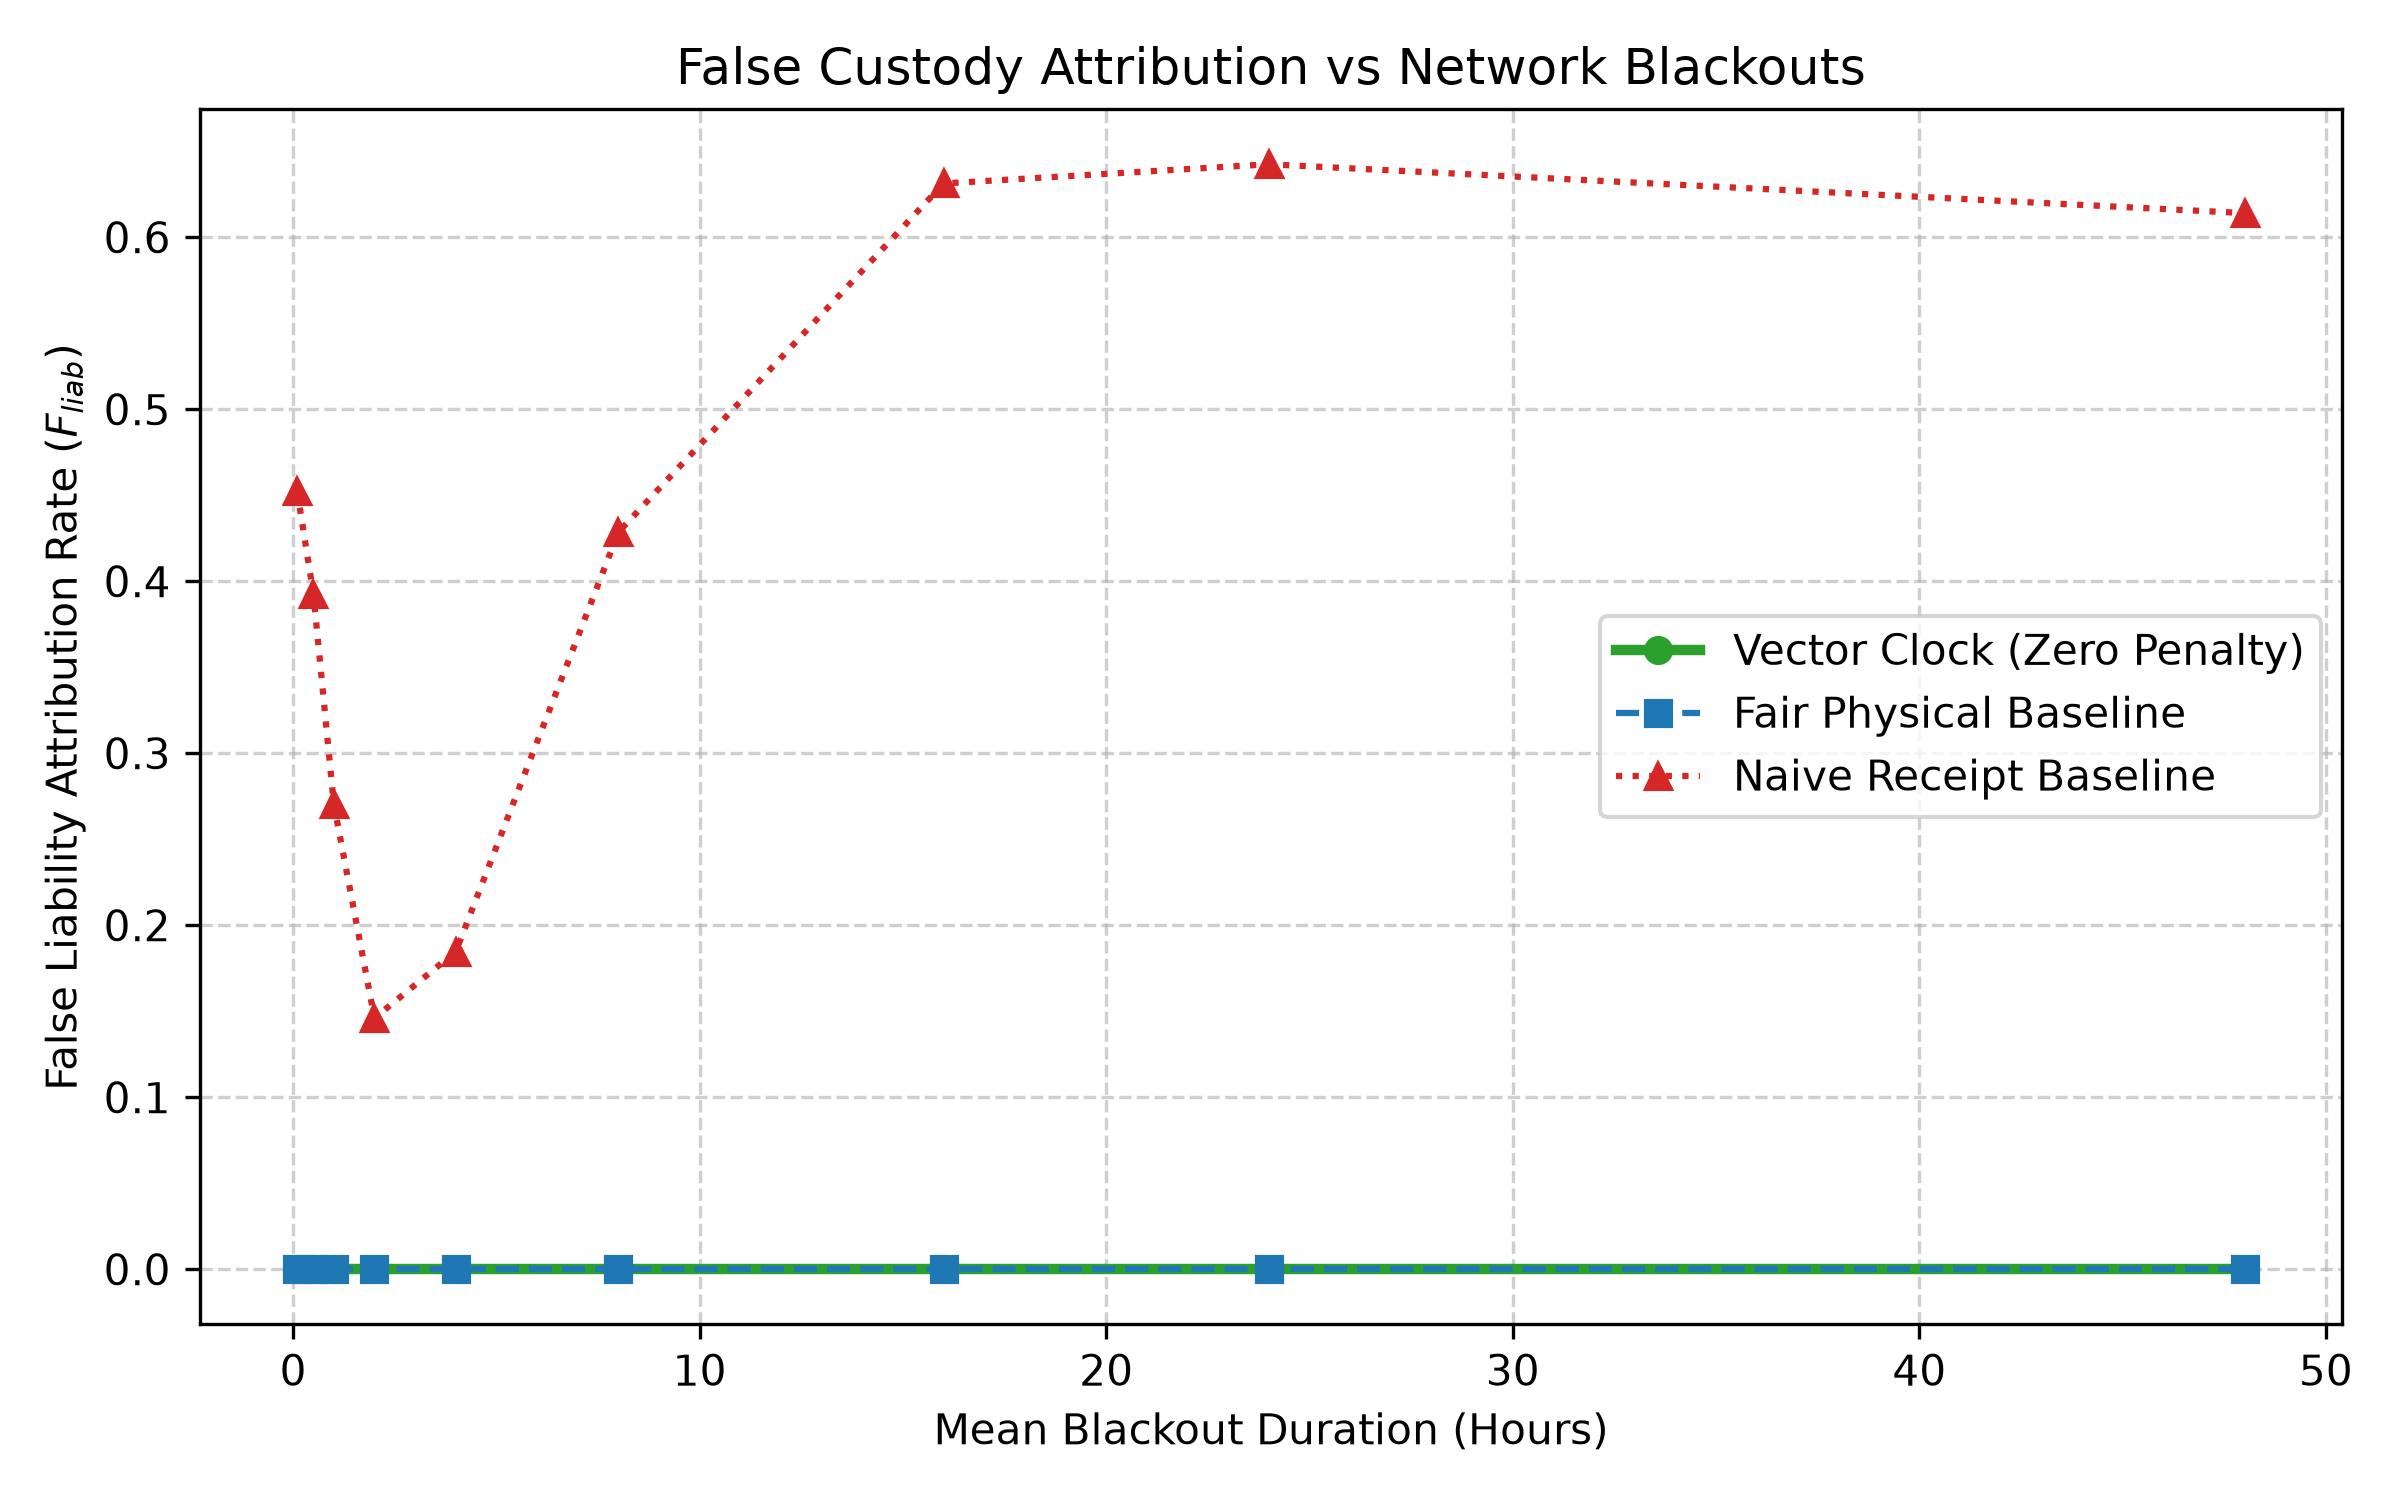 False Custody Attribution vs Network Blackouts
False Liability Attribution Rate (F_liab)
0.6
0.5
0.4
0.3
0.2
0.1
0.0
Vector Clock (Zero Penalty)
Fair Physical Baseline
Naive Receipt Baseline
0 10 20 30 40 50
Mean Blackout Duration (Hours)